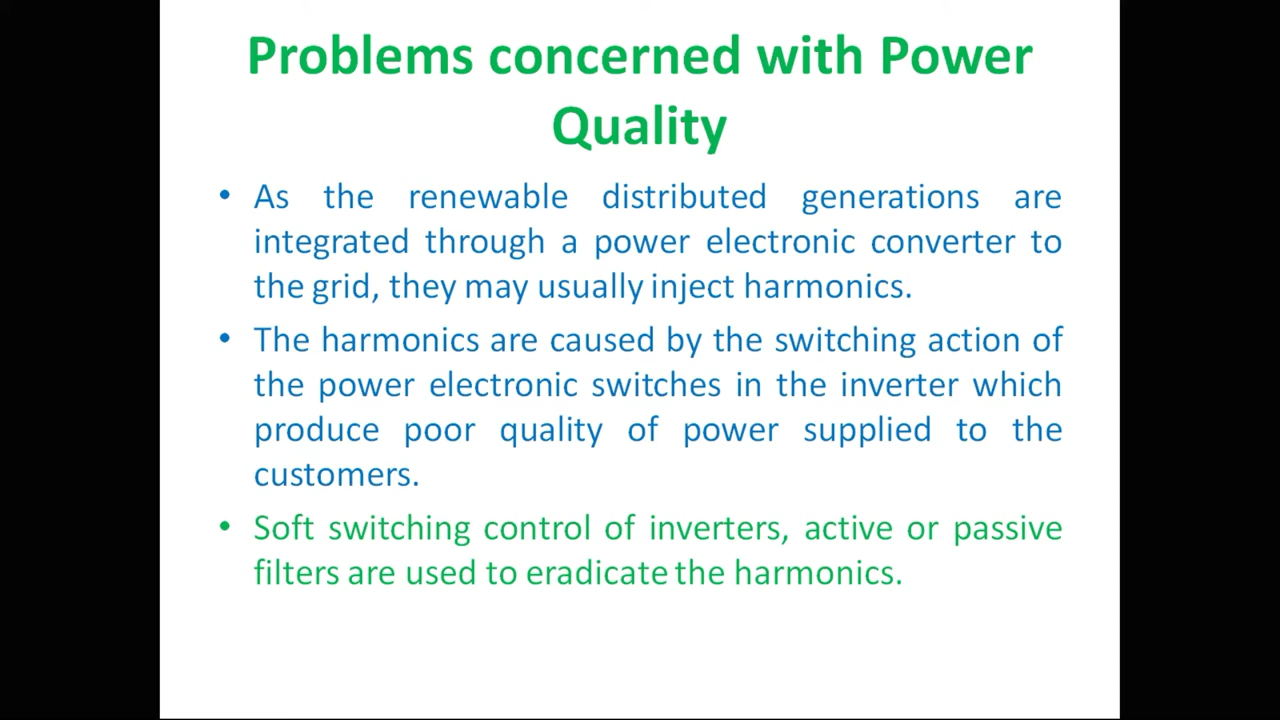 Problems concerned with Power
Quality
• As the renewable distributed generations are
integrated through a power electronic converter to
the grid, they may usually inject harmonics.
• The harmonics are caused by the switching action of
the power electronic switches in the inverter which
produce poor quality of power supplied to the
customers.
• Soft switching control of inverters, active or passive
filters are used to eradicate the harmonics.